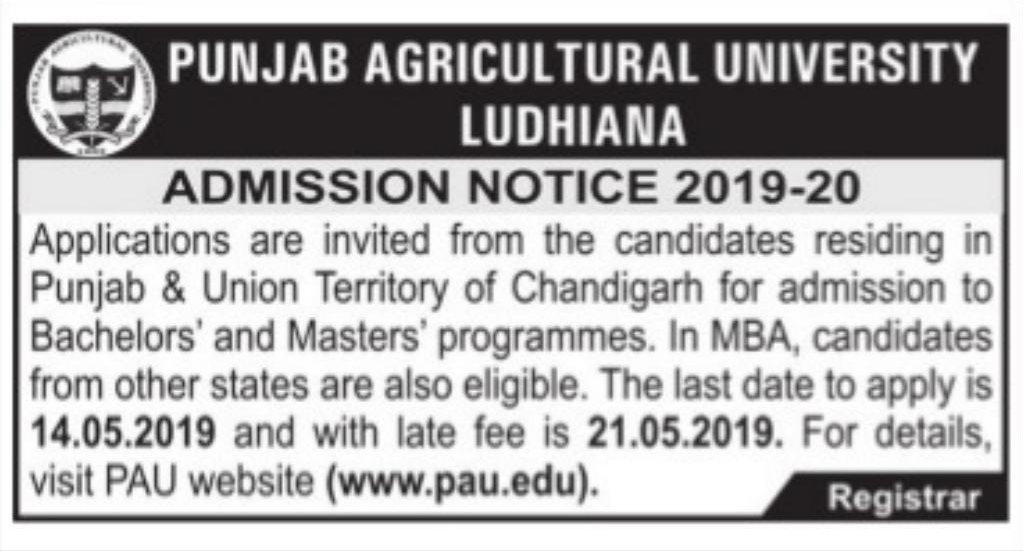 PUNJAB AGRICULTURAL UNIVERSITY
LUDHIANA
ADMISSION NOTICE 2019-20
Applications are invited from the candidates residing in
Punjab & Union Territory of Chandigarh for admission to
Bachelors' and Masters' programmes. In MBA, candidates
from other states are also eligible. The last date to apply is
14.05.2019 and with late fee is 21.05.2019. For details,
visit PAU website (www.pau.edu).
Registrar